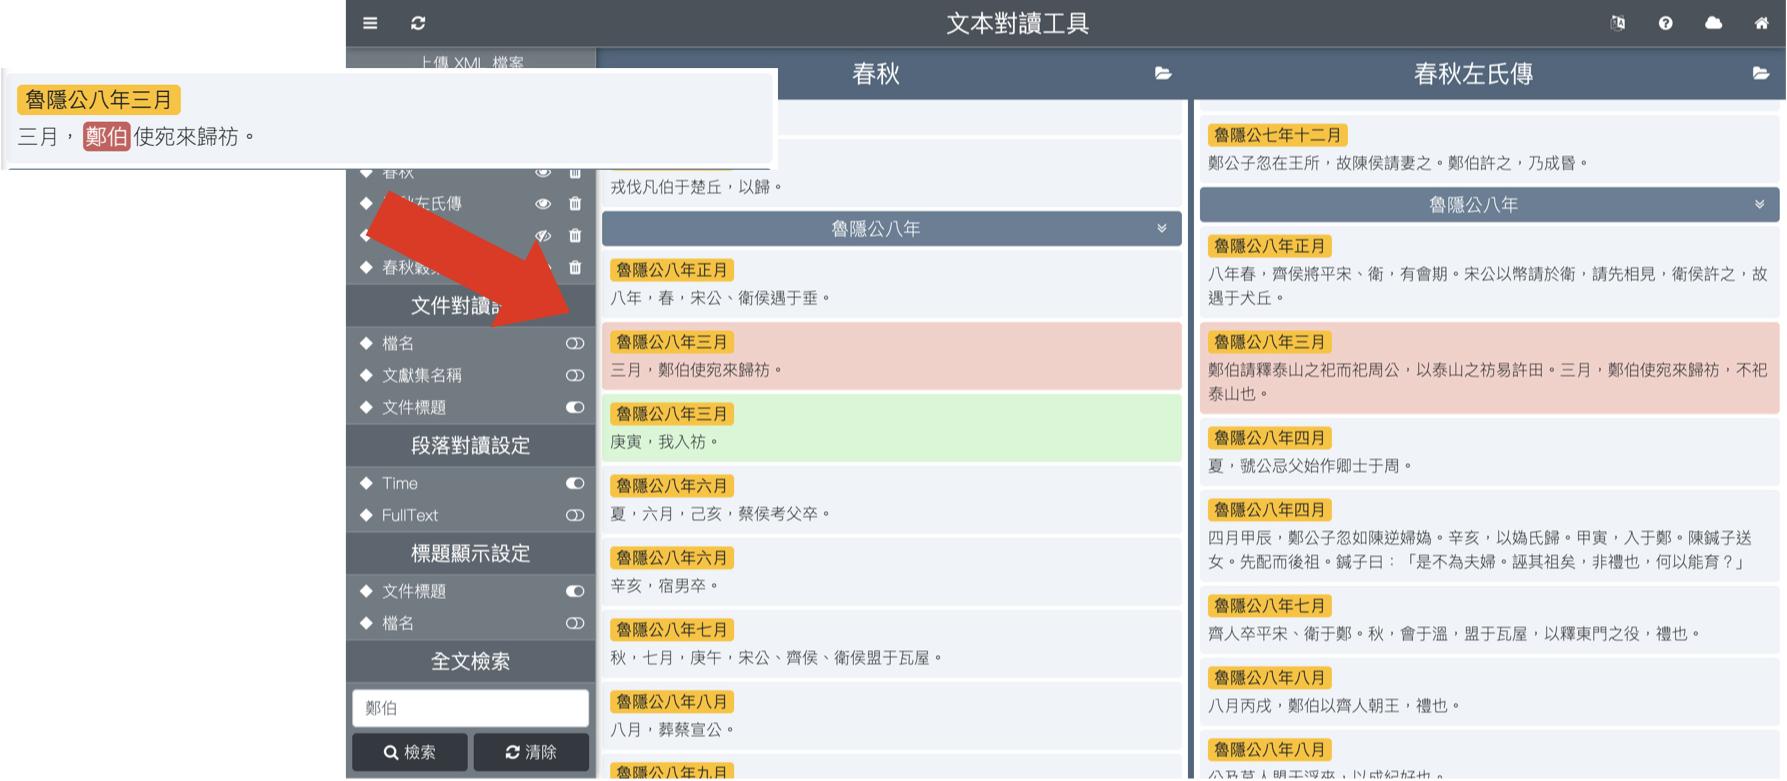 文本對讀工具
上傳 XML 檔案
魯隱公八年三月
三月，鄭伯使宛來歸祊。
春秋
春秋左氏傳
文件對讀
檔名
文獻集名稱
文件標題
段落對讀設定
Time
FullText
標題顯示設定
文件標題
檔名
全文檢索
鄭伯
檢索
清除
春秋
戎伐凡伯于楚丘，以歸。
魯隱公八年
魯隱公八年正月
八年，春，宋公、衛侯遇于垂。
魯隱公八年三月
三月，鄭伯使宛來歸祊。
魯隱公八年三月
庚寅，我入祊。
魯隱公八年六月
夏，六月，己亥，蔡侯考父卒。
魯隱公八年六月
辛亥，宿男卒。
魯隱公八年七月
秋，七月，庚午，宋公、齊侯、衛侯盟于瓦屋。
魯隱公八年八月
八月，葬蔡宣公。
魯隱公八年九月
春秋左氏傳
魯隱公七年十二月
鄭公子忽在王所，故陳侯請妻之。鄭伯許之，乃成昏。
魯隱公八年
魯隱公八年正月
八年春，齊侯將平宋、衛，有會期。宋公以幣請於衛，請先相見，衛侯許之，故
遇于犬丘。
魯隱公八年三月
鄭伯請釋泰山之祀而祀周公，以泰山之祊易許田。三月，鄭伯使宛來歸祊，不祀
泰山也。
魯隱公八年四月
夏，虢公忌父始作卿士于周。
魯隱公八年四月
四月甲辰，鄭公子忽如陳逆婦媯。辛亥，以媯氏歸。甲寅，入于鄭。陳鍼子送
女。先配而後祖。鍼子曰：「是不為夫婦。誣其祖矣，非禮也，何以能育？」
魯隱公八年七月
齊人卒平宋、衛于鄭。秋，會于溫，盟于瓦屋，以釋東門之役，禮也。
魯隱公八年八月
八月丙戌，鄭伯以齊人朝王，禮也。
魯隱公八年八月
公及莒人盟于浮來，以成紀好也。